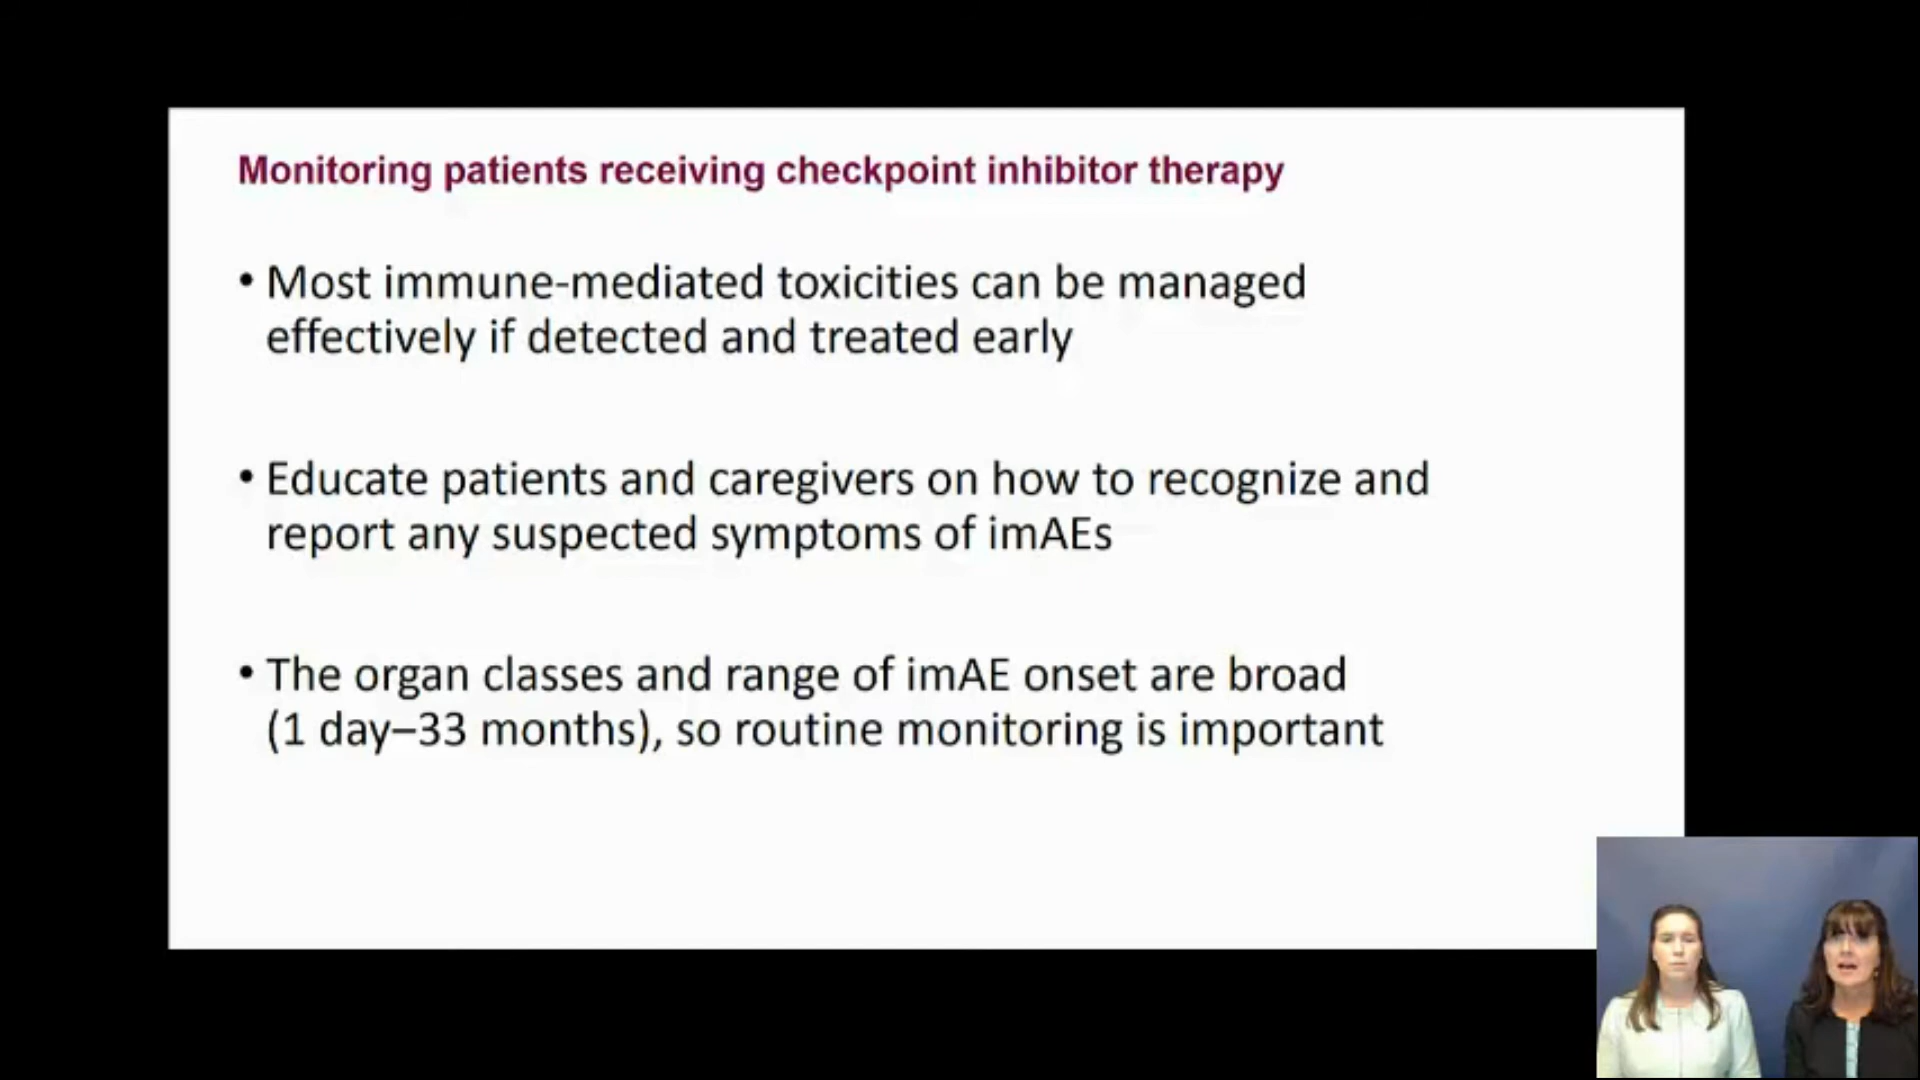 Monitoring patients receiving checkpoint inhibitor therapy
• Most immune-mediated toxicities can be managed
effectively if detected and treated early
• Educate patients and caregivers on how to recognize and
report any suspected symptoms of imAEs
• The organ classes and range of imAE onset are broad
(1 day–33 months), so routine monitoring is important